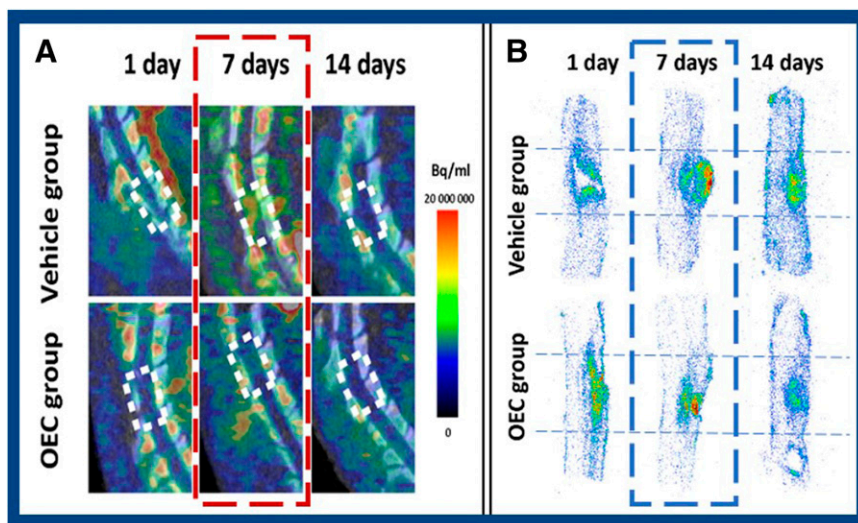 A
1 day
7 days
14 days
Vehicle group
OEC group
Bq/ml
20 000 000
0
B
1 day
7 days
14 days
Vehicle group
OEC group